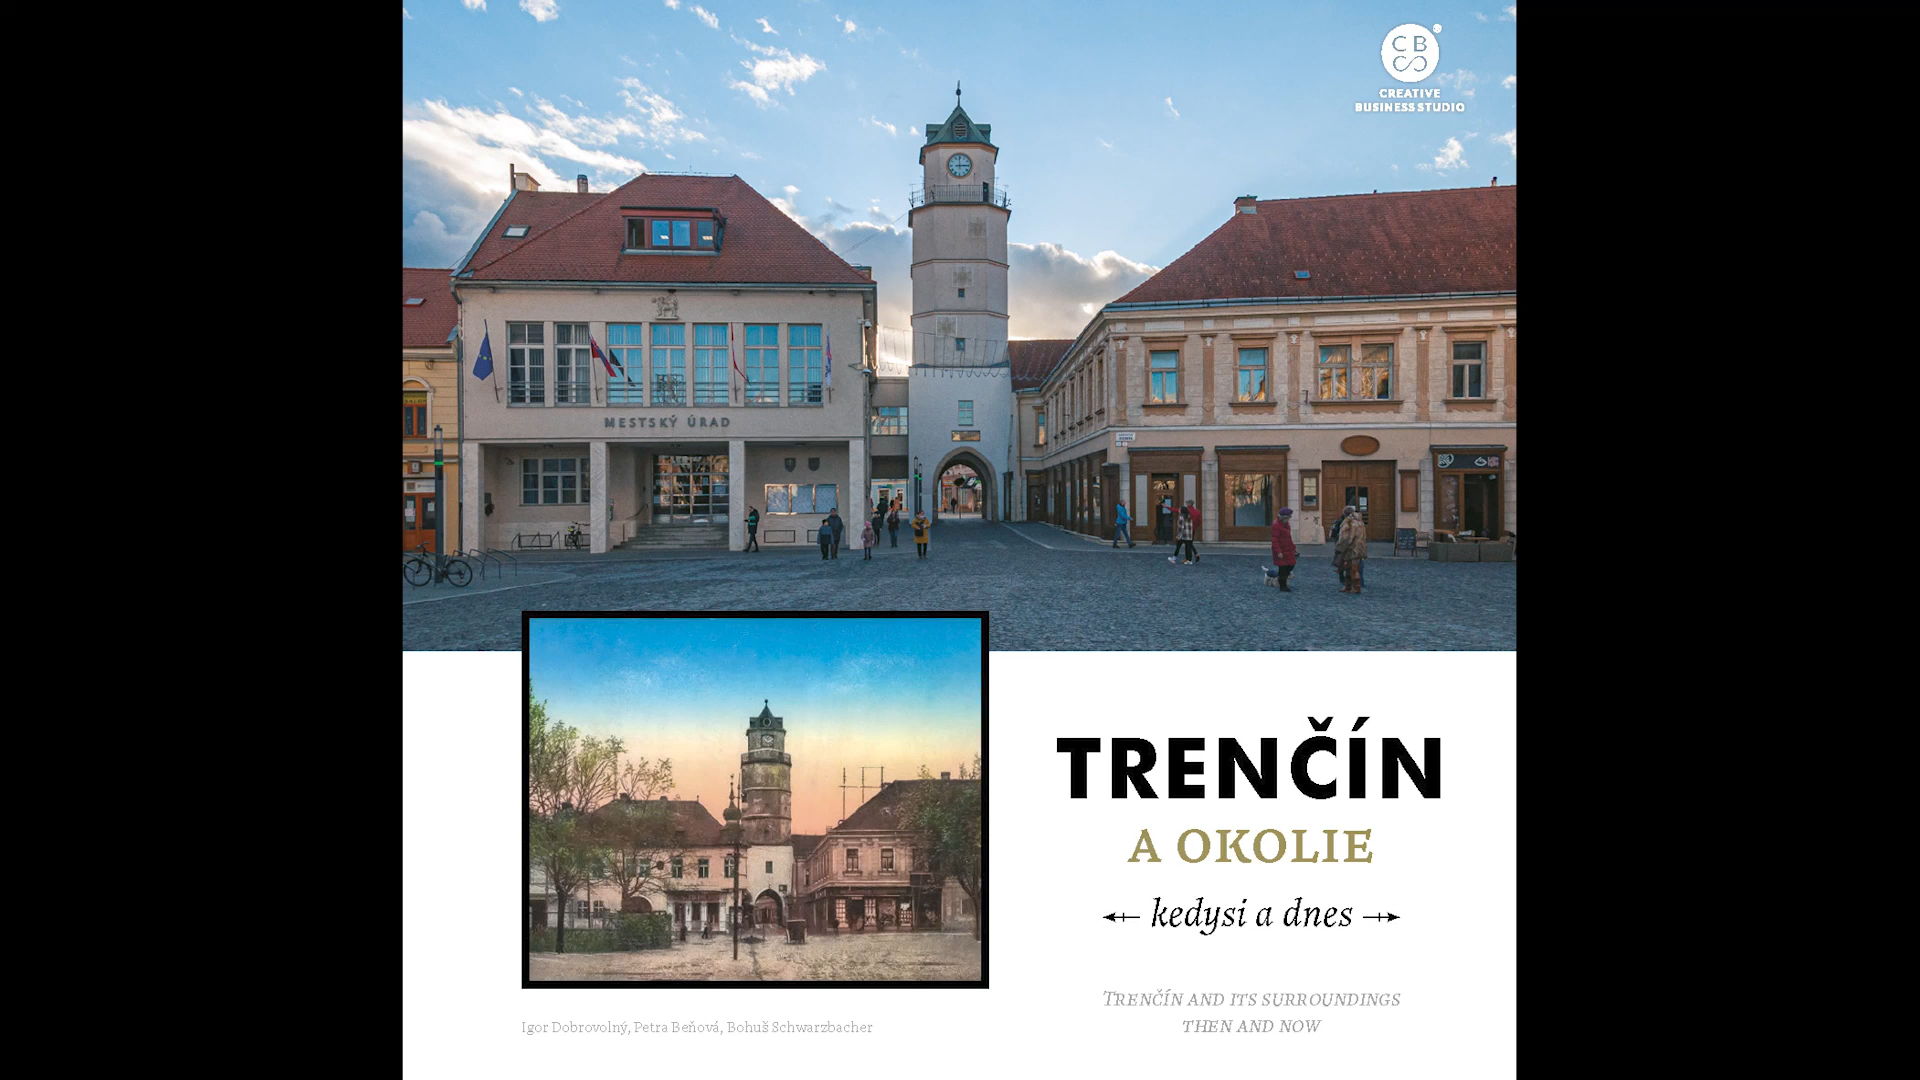 CBS
CREATIVE
BUSINESS STUDIO
MESTSKÝ ÚRAD
TRENČÍN
A OKOLIE
kedysi a dnes
TRENČÍN AND ITS SURROUNDINGS
THEN AND NOW
Igor Dobrovolný, Petra Beňová, Bohuš Schwarzbacher